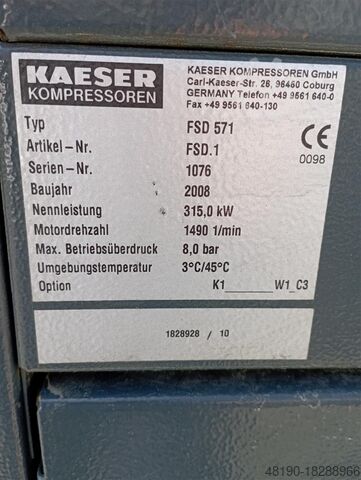 KAESER
KOMPRESSOREN
KAESER KOMPRESSOREN GmbH
Carl-Kaeser-Str. 26, 96450 Coburg
GERMANY Telefon +49 9561 640-0
Fax +49 9561 640-130
Typ FSD 571
Artikel-Nr. FSD.1
Serien-Nr. 1076
Baujahr 2008
Nennleistung 315,0 kW
Motordrehzahl 1490 1/min
Max. Betriebsüberdruck 8,0 bar
Umgebungstemperatur 3°C/45°C
Option K1_______W1_C3
CE
0098
1828928 / 10
48190-18288966